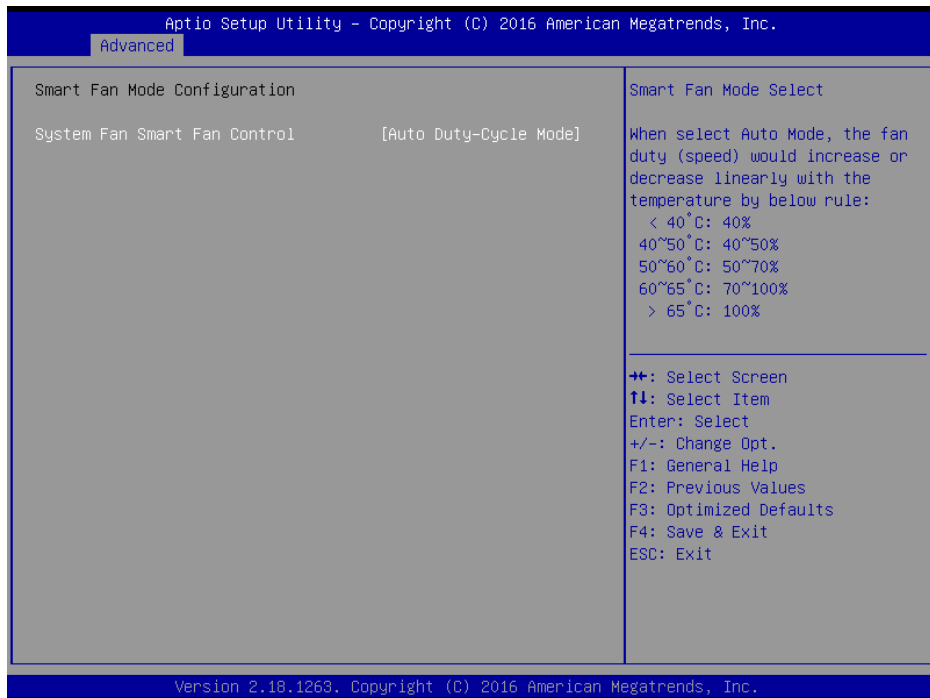 Aptio Setup Utility – Copyright (C) 2016 American Megatrends, Inc.
Advanced
Smart Fan Mode Configuration
System Fan Smart Fan Control [Auto Duty-Cycle Mode]
Smart Fan Mode Select
When select Auto Mode, the fan
duty (speed) would increase or
decrease linearly with the
temperature by below rule:
< 40°C: 40%
40~50°C: 40~50%
50~60°C: 50~70%
60~65°C: 70~100%
> 65°C: 100%
→←: Select Screen
↑↓: Select Item
Enter: Select
+/-: Change Opt.
F1: General Help
F2: Previous Values
F3: Optimized Defaults
F4: Save & Exit
ESC: Exit
Version 2.18.1263. Copyright (C) 2016 American Megatrends, Inc.